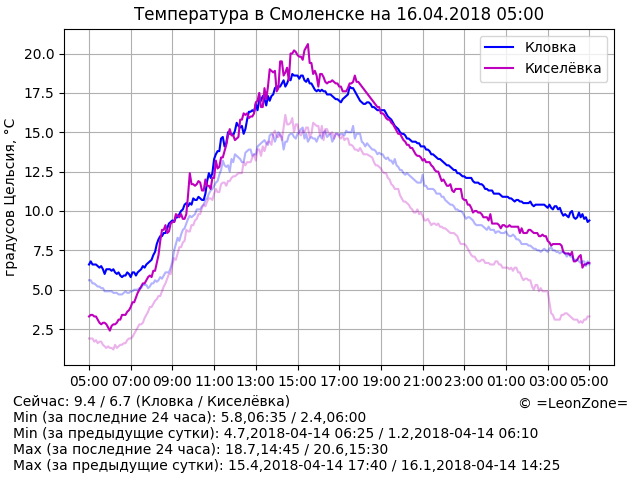 Температура в Смоленске на 16.04.2018 05:00
Кловка
Киселёвка
градусов Цельсия, °C
20.0
17.5
15.0
12.5
10.0
7.5
5.0
2.5
05:00 07:00 09:00 11:00 13:00 15:00 17:00 19:00 21:00 23:00 01:00 03:00 05:00
Сейчас: 9.4 / 6.7 (Кловка / Киселёвка)
© =LeonZone=
Min (за последние 24 часа): 5.8,06:35 / 2.4,06:00
Min (за предыдущие сутки): 4.7,2018-04-14 06:25 / 1.2,2018-04-14 06:10
Max (за последние 24 часа): 18.7,14:45 / 20.6,15:30
Max (за предыдущие сутки): 15.4,2018-04-14 17:40 / 16.1,2018-04-14 14:25